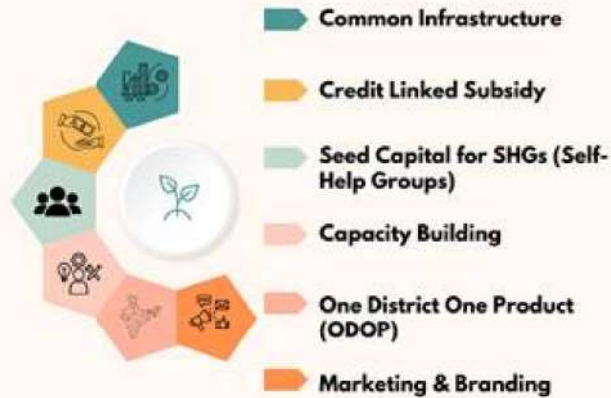 Common Infrastructure
Credit Linked Subsidy
Seed Capital for SHGs (Self-
Help Groups)
Capacity Building
One District One Product
(ODOP)
Marketing & Branding